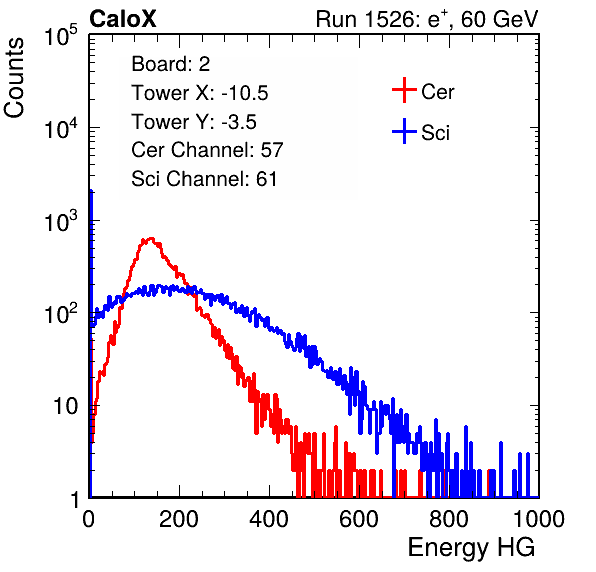 CaloX Run 1526: e⁺, 60 GeV
Counts
10⁵
10⁴
10³
10²
10
1
Board: 2
Tower X: -10.5
Tower Y: -3.5
Cer Channel: 57
Sci Channel: 61
Cer
Sci
0 200 400 600 800 1000
Energy HG